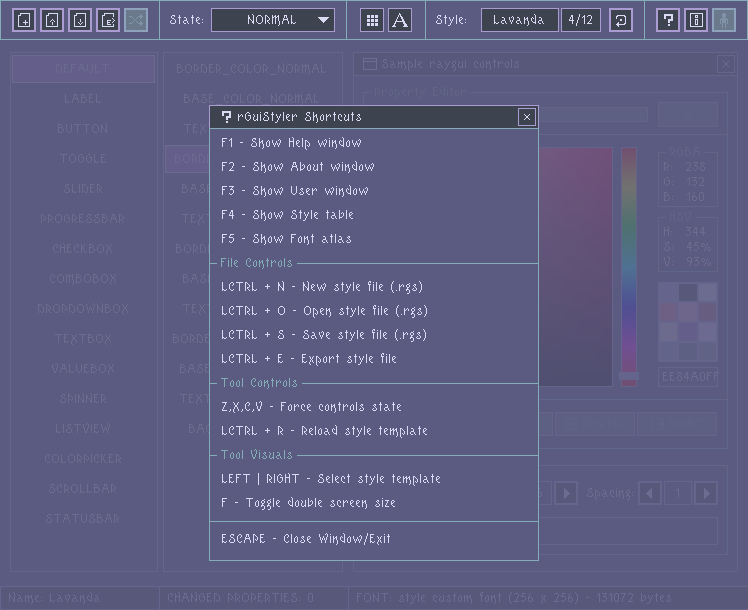 State: NORMAL Style: Lavanda 4/12
DEFAULT
LABEL
BUTTON
TOGGLE
SLIDER
PROGRESSBAR
CHECKBOX
COMBOBOX
DROPDOWNBOX
TEXTBOX
VALUEBOX
SPINNER
LISTVIEW
COLORPICKER
SCROLLBAR
STATUSBAR
BORDER_COLOR_NORMAL
BASE_COLOR_NORMAL
Sample raygui controls
Property Editor
RGBA
R: 238
G: 132
B: 160
HSV
H: 344
S: 45%
V: 93%
EE84A0FF
Spacing: 1
rGuiStyler Shortcuts
F1 - Show Help window
F2 - Show About window
F3 - Show User window
F4 - Show Style table
F5 - Show Font atlas
File Controls
LCTRL + N - New style file (.rgs)
LCTRL + O - Open style file (.rgs)
LCTRL + S - Save style file (.rgs)
LCTRL + E - Export style file
Tool Controls
Z,X,C,V - Force controls state
LCTRL + R - Reload style template
Tool Visuals
LEFT | RIGHT - Select style template
F - Toggle double screen size
ESCAPE - Close Window/Exit
Name: Lavanda CHANGED PROPERTIES: 0 FONT: style custom font (256 x 256) - 131072 bytes